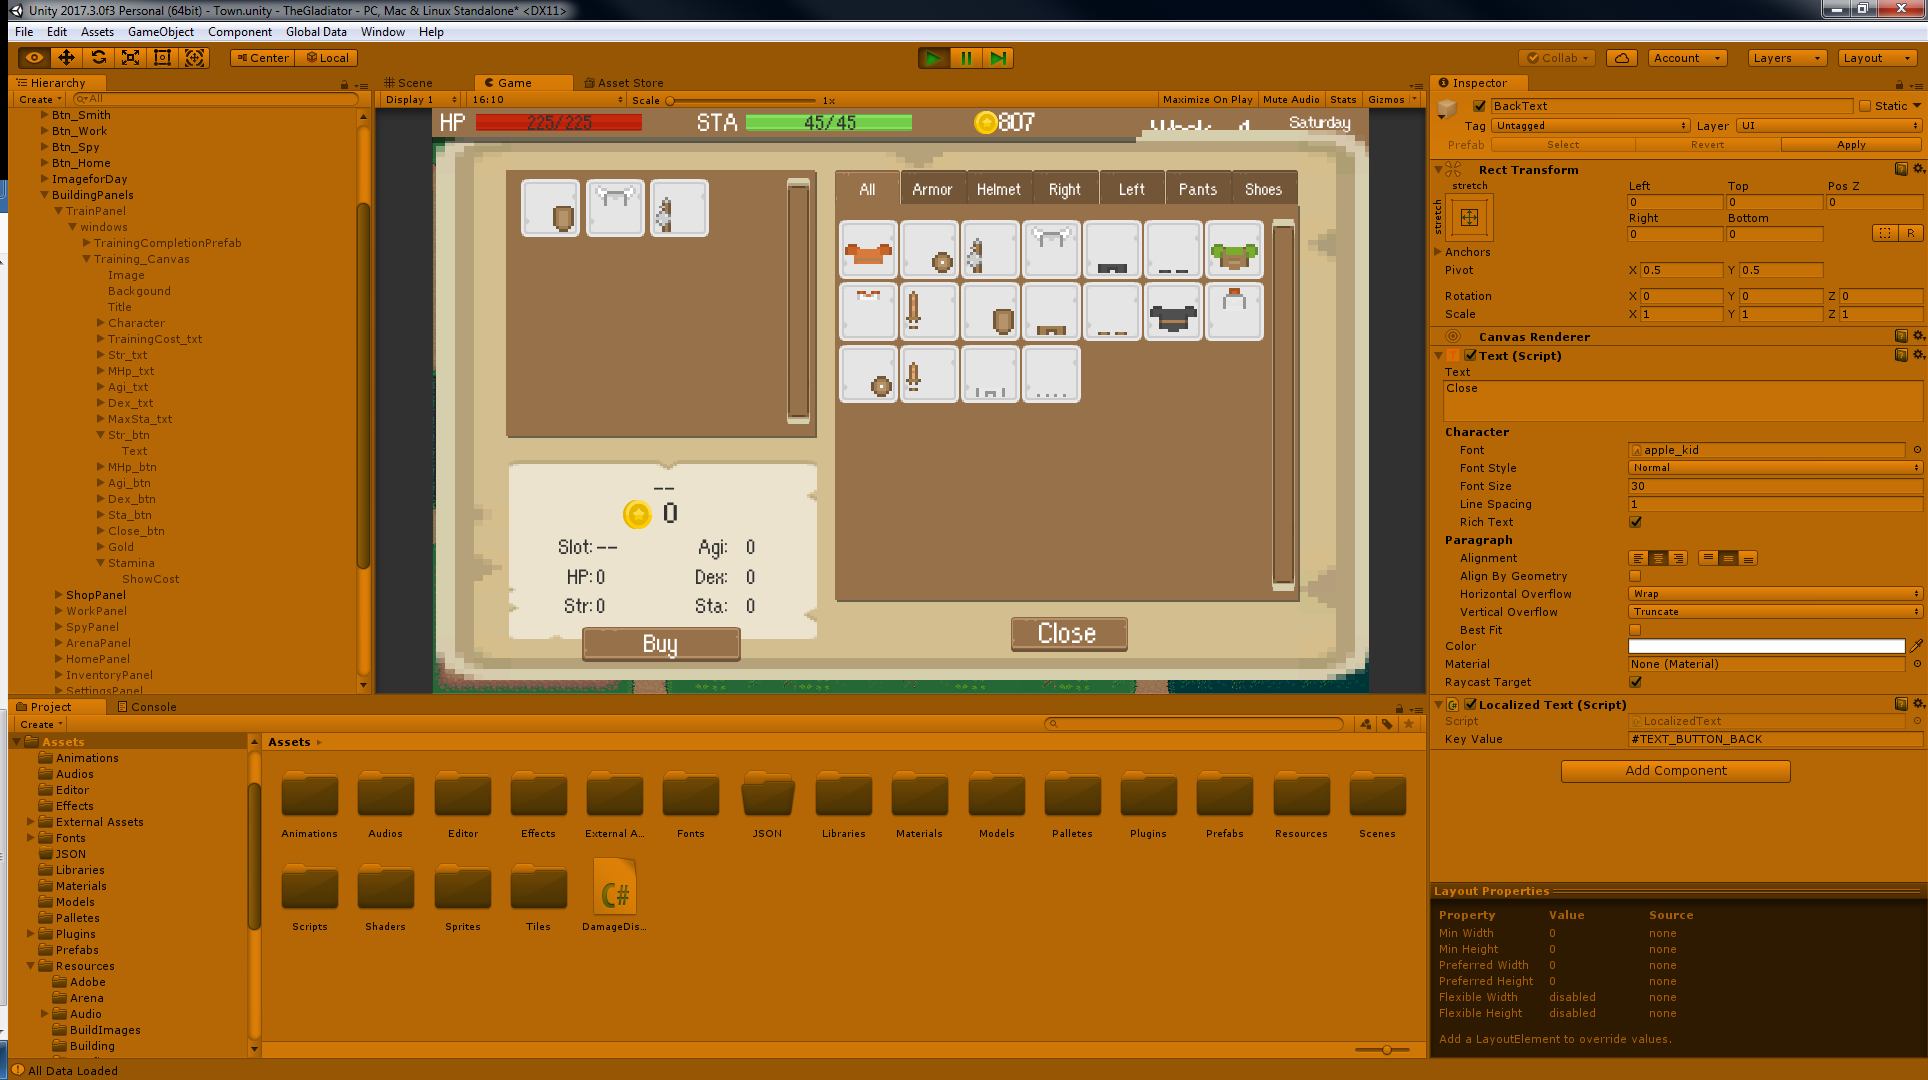 Unity 2017.3.0f3 Personal (64bit) - Town.unity - TheGladiator - PC, Mac & Linux Standalone* <DX11>
File Edit Assets GameObject Component Global Data Window Help
Center Local Collab Account Layers Layout
Hierarchy
Create All
Btn_Smith
Btn_Work
Btn_Spy
Btn_Home
ImageforDay
BuildingPanels
TrainPanel
windows
TrainingCompletionPrefab
Training_Canvas
Image
Backgound
Title
Character
TrainingCost_txt
Str_txt
MHp_txt
Agi_txt
Dex_txt
MaxSta_txt
Str_btn
Text
MHp_btn
Agi_btn
Dex_btn
Sta_btn
Close_btn
Gold
Stamina
ShowCost
ShopPanel
WorkPanel
SpyPanel
ArenaPanel
HomePanel
InventoryPanel
SettingsPanel
Scene Game Asset Store
Display 1 16:10 Scale 1x Maximize On Play Mute Audio Stats Gizmos
HP 225/225 STA 45/45 807 Saturday
All Armor Helmet Right Left Pants Shoes
--
0
Slot: -- Agi: 0
HP: 0 Dex: 0
Str: 0 Sta: 0
Buy
Close
Inspector
BackText Static
Tag Untagged Layer UI
Prefab Select Revert Apply
Rect Transform
stretch
stretch
Left Top Pos Z
0 0 0
Right Bottom
0 0 R
Anchors
Pivot X 0.5 Y 0.5
Rotation X 0 Y 0 Z 0
Scale X 1 Y 1 Z 1
Canvas Renderer
Text (Script)
Text
Close
Character
Font apple_kid
Font Style Normal
Font Size 30
Line Spacing 1
Rich Text
Paragraph
Alignment
Align By Geometry
Horizontal Overflow Wrap
Vertical Overflow Truncate
Best Fit
Color
Material None (Material)
Raycast Target
Localized Text (Script)
Script LocalizedText
Key Value #TEXT_BUTTON_BACK
Add Component
Layout Properties
Property Value Source
Min Width 0 none
Min Height 0 none
Preferred Width 0 none
Preferred Height 0 none
Flexible Width disabled none
Flexible Height disabled none
Add a LayoutElement to override values.
Project Console
Create
Assets
Animations
Audios
Editor
Effects
External Assets
Fonts
JSON
Libraries
Materials
Models
Palletes
Plugins
Prefabs
Resources
Adobe
Arena
Audio
BuildImages
Building
Assets
Animations Audios Editor Effects External A... Fonts JSON Libraries Materials Models Palletes Plugins Prefabs Resources Scenes
Scripts Shaders Sprites Tiles DamageDis...
C#
All Data Loaded